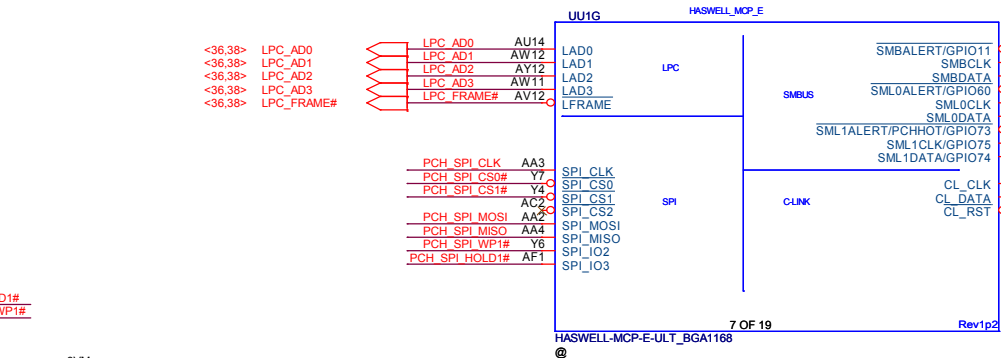 UU1G HASWELL_MCP_E
<36,38> LPC_AD0 LPC_AD0 AU14 LAD0 SMBALERT/GPIO11
<36,38> LPC_AD1 LPC_AD1 AW12 LAD1 LPC SMBCLK
<36,38> LPC_AD2 LPC_AD2 AY12 LAD2 SMBDATA
<36,38> LPC_AD3 LPC_AD3 AW11 LAD3 SMBUS SML0ALERT/GPIO60
<36,38> LPC_FRAME# LPC_FRAME# AV12 LFRAME SML0CLK
SML0DATA
SML1ALERT/PCHHOT/GPIO73
SML1CLK/GPIO75
SML1DATA/GPIO74
PCH_SPI_CLK AA3 SPI_CLK
PCH_SPI_CS0# Y7 SPI_CS0 CL_CLK
PCH_SPI_CS1# Y4 SPI_CS1 SPI C-LINK CL_DATA
AC2 SPI_CS2 CL_RST
PCH_SPI_MOSI AA2 SPI_MOSI
PCH_SPI_MISO AA4 SPI_MISO
PCH_SPI_WP1# Y6 SPI_IO2
PCH_SPI_HOLD1# AF1 SPI_IO3
D1#
WP1#
7 OF 19 Rev1p2
HASWELL-MCP-E-ULT_BGA1168
@